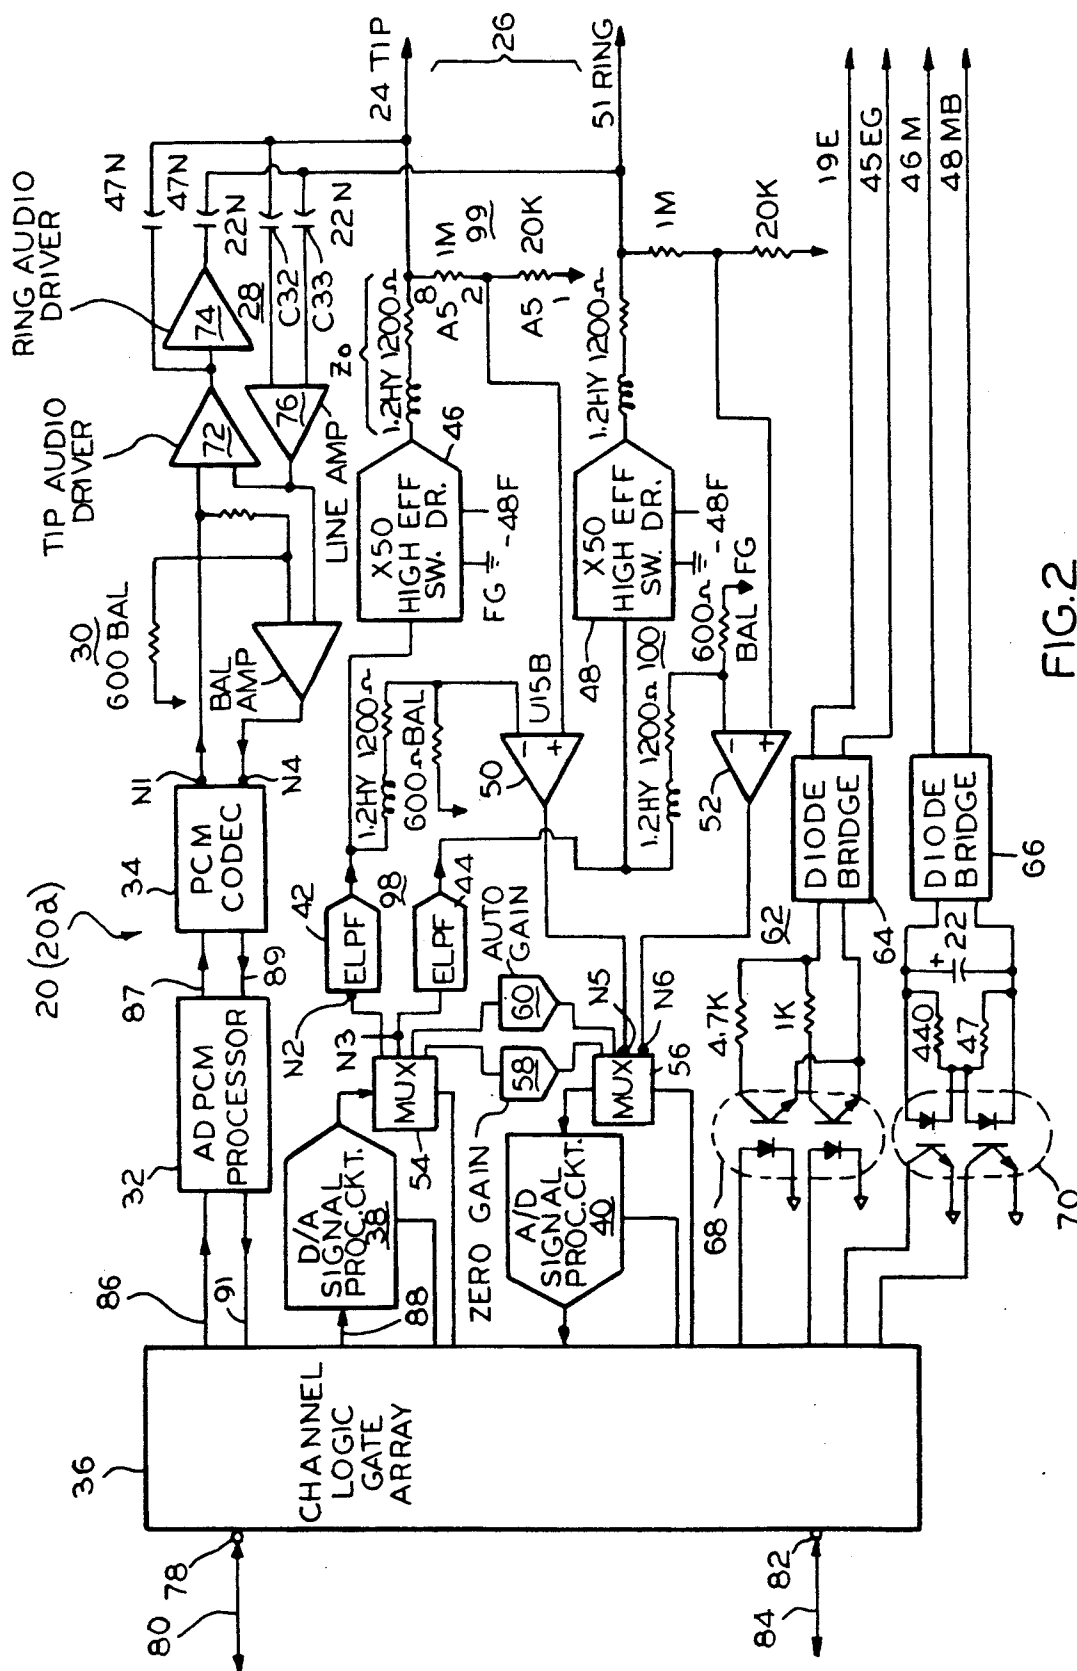 20 (20a)
RING AUDIO
DRIVER
TIP AUDIO
DRIVER
47N
47N
22N
22N
28
C32
C33
74
72
76
LINE AMP
30
600 BAL
BAL
AMP
N1
N4
34
PCM
CODEC
87
89
32
ADPCM
PROCESSOR
86
91
36
CHANNEL
LOGIC
GATE
ARRAY
78
80
82
84
24 TIP
26
51 RING
Zo
1.2HY 1200Ω
8
1M
99
A5
2
20K
A5
1
X50
HIGH EFF
SW. DR.
46
FG
-48F
1.2HY 1200Ω
600Ω BAL
U15B
50
-
+
42
ELPF
98
ELPF
44
N2
N3
D/A
SIGNAL
PROC.CKT.
38
88
MUX
54
AUTO
GAIN
60
58
ZERO GAIN
N5
N6
MUX
56
A/D
SIGNAL
PROC.CKT.
40
1.2HY 1200Ω
X50
HIGH EFF
SW. DR.
48
-48F
1M
20K
1.2HY 1200Ω
100
600Ω
BAL
FG
52
-
+
62
4.7K
1K
68
DIODE
BRIDGE
64
19E
45 EG
46 M
48 MB
DIODE
BRIDGE
66
+
22
440
47
70
FIG.2